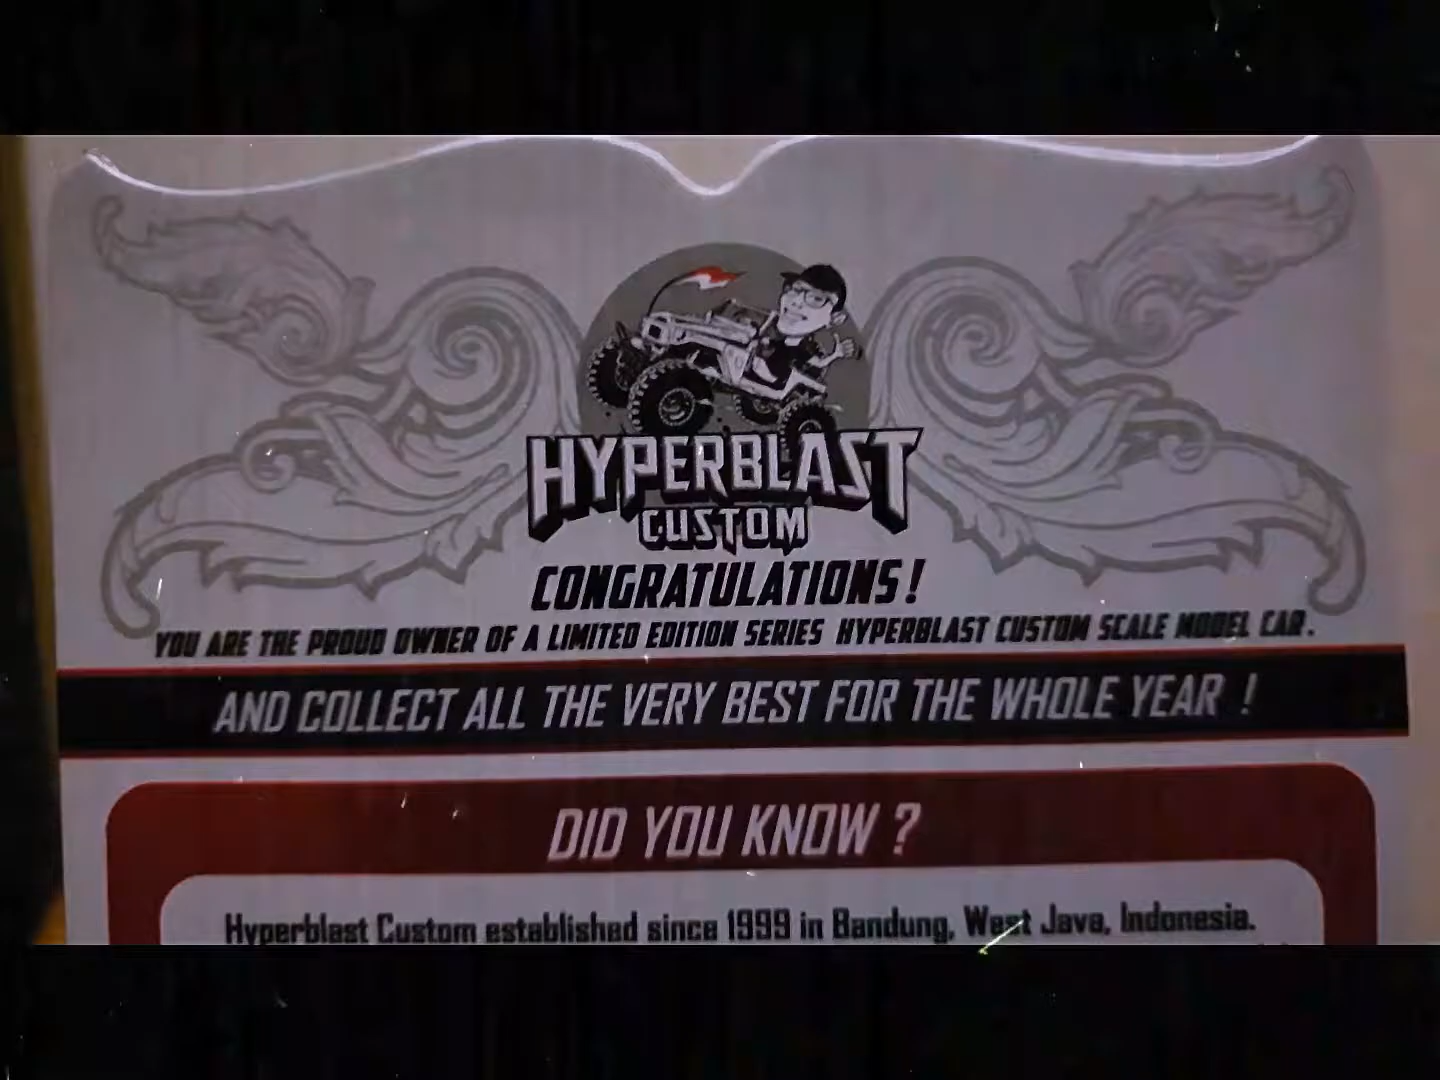 HYPERBLAST
CUSTOM
CONGRATULATIONS!
YOU ARE THE PROUD OWNER OF A LIMITED EDITION SERIES HYPERBLAST CUSTOM SCALE MODEL CAR.
AND COLLECT ALL THE VERY BEST FOR THE WHOLE YEAR !
DID YOU KNOW ?
Hyperblast Custom established since 1999 in Bandung, West Java, Indonesia.